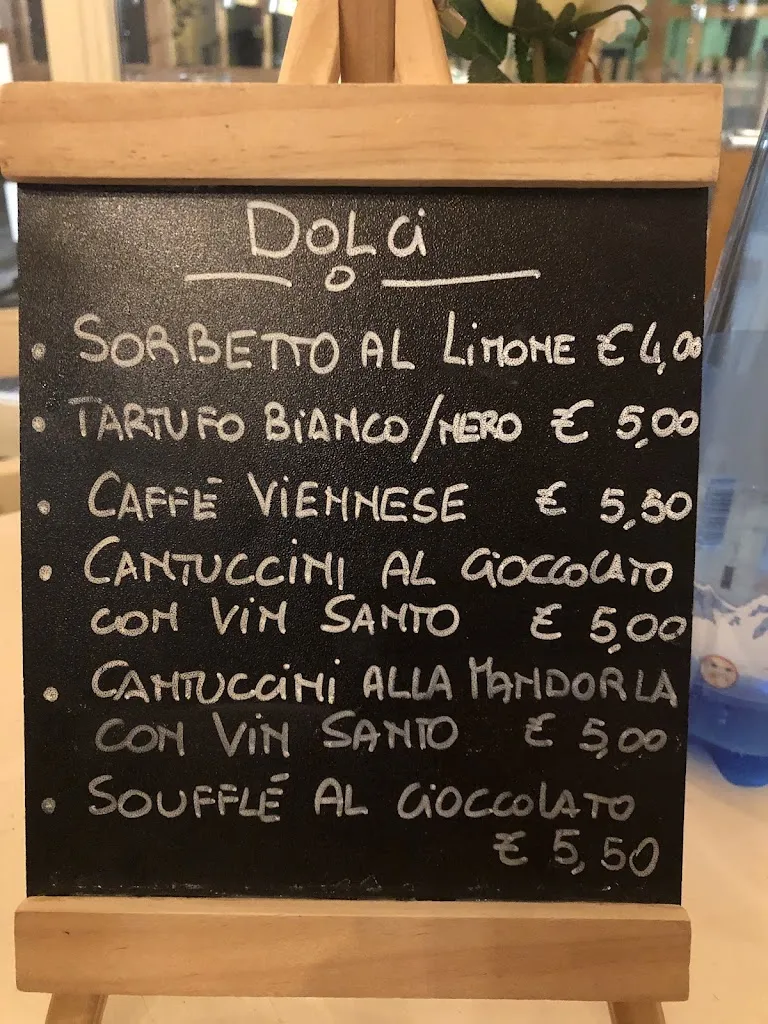 DOLCi
• SORBETTO AL LiMONE € 4,00
• TARTUFO BiANCO/NERO € 5,00
• CAFFÉ ViENNESE € 5,50
• CANTUCCiNi AL CiOCCOLATO
CON ViN SANTO € 5,00
• CANTUCCiNi ALLA MANDORLA
CON ViN SANTO € 5,00
• SOUFFLÉ AL CiOCCOLATO
€ 5,50